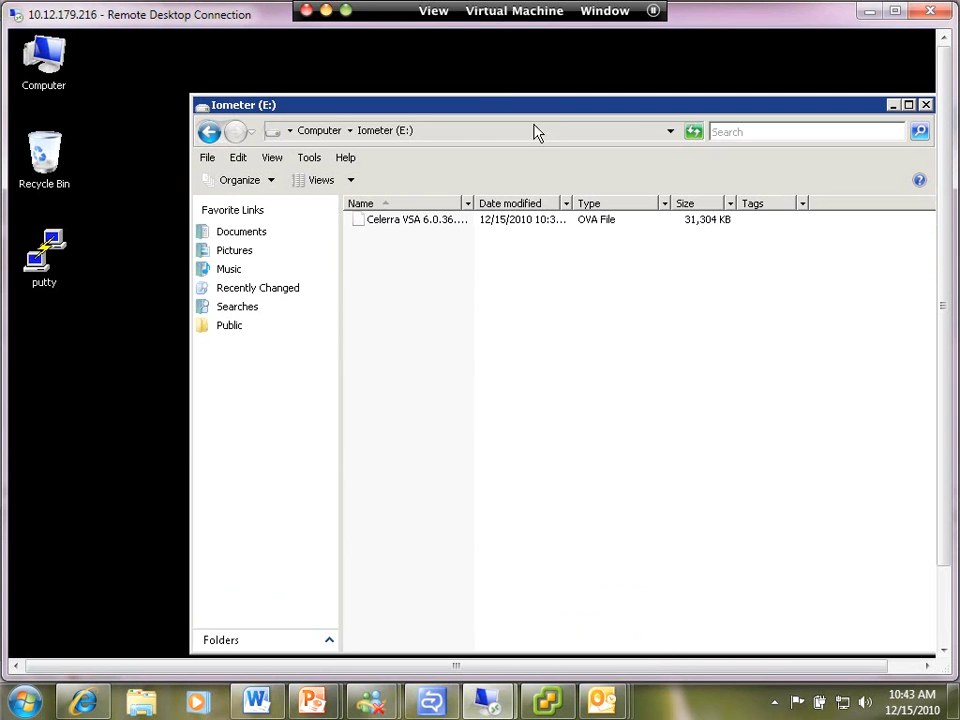 10.12.179.216 - Remote Desktop Connection
View Virtual Machine Window
Computer
Recycle Bin
putty
Iometer (E:)
Computer Iometer (E:)
Search
File Edit View Tools Help
Organize Views
Favorite Links
Documents
Pictures
Music
Recently Changed
Searches
Public
Folders
Name Date modified Type Size Tags
Celerra VSA 6.0.36.... 12/15/2010 10:3... OVA File 31,304 KB
10:43 AM
12/15/2010